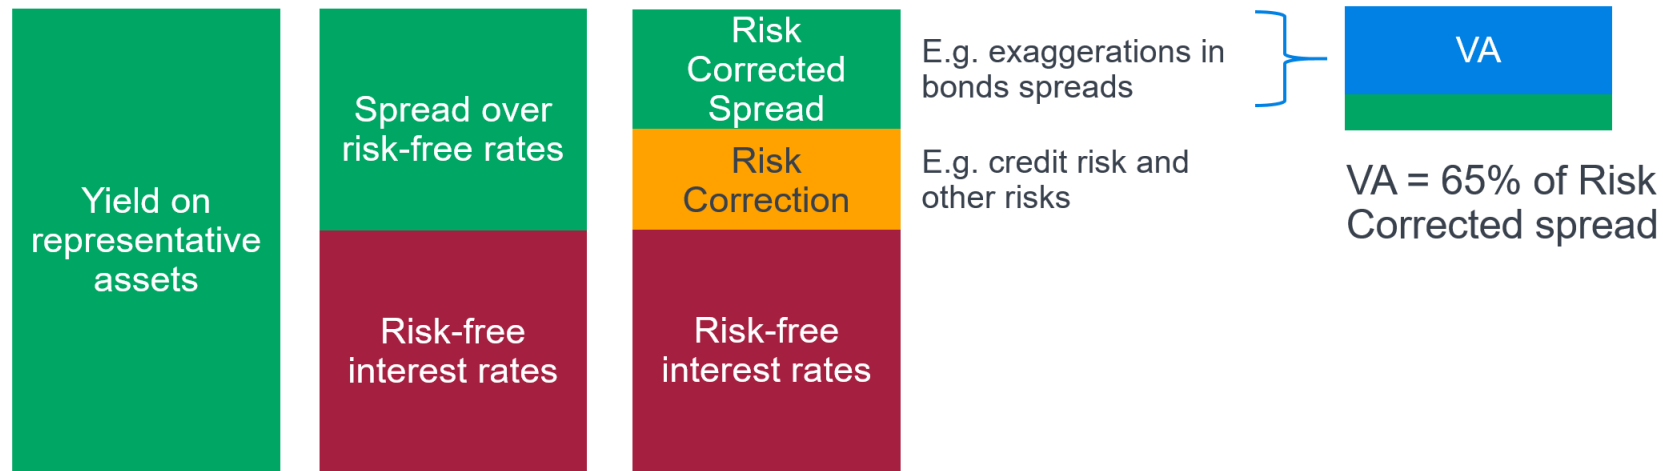 Yield on
representative
assets
Spread over
risk-free rates
Risk-free
interest rates
Risk
Corrected
Spread
Risk
Correction
Risk-free
interest rates
E.g. exaggerations in
bonds spreads
E.g. credit risk and
other risks
VA
VA = 65% of Risk
Corrected spread